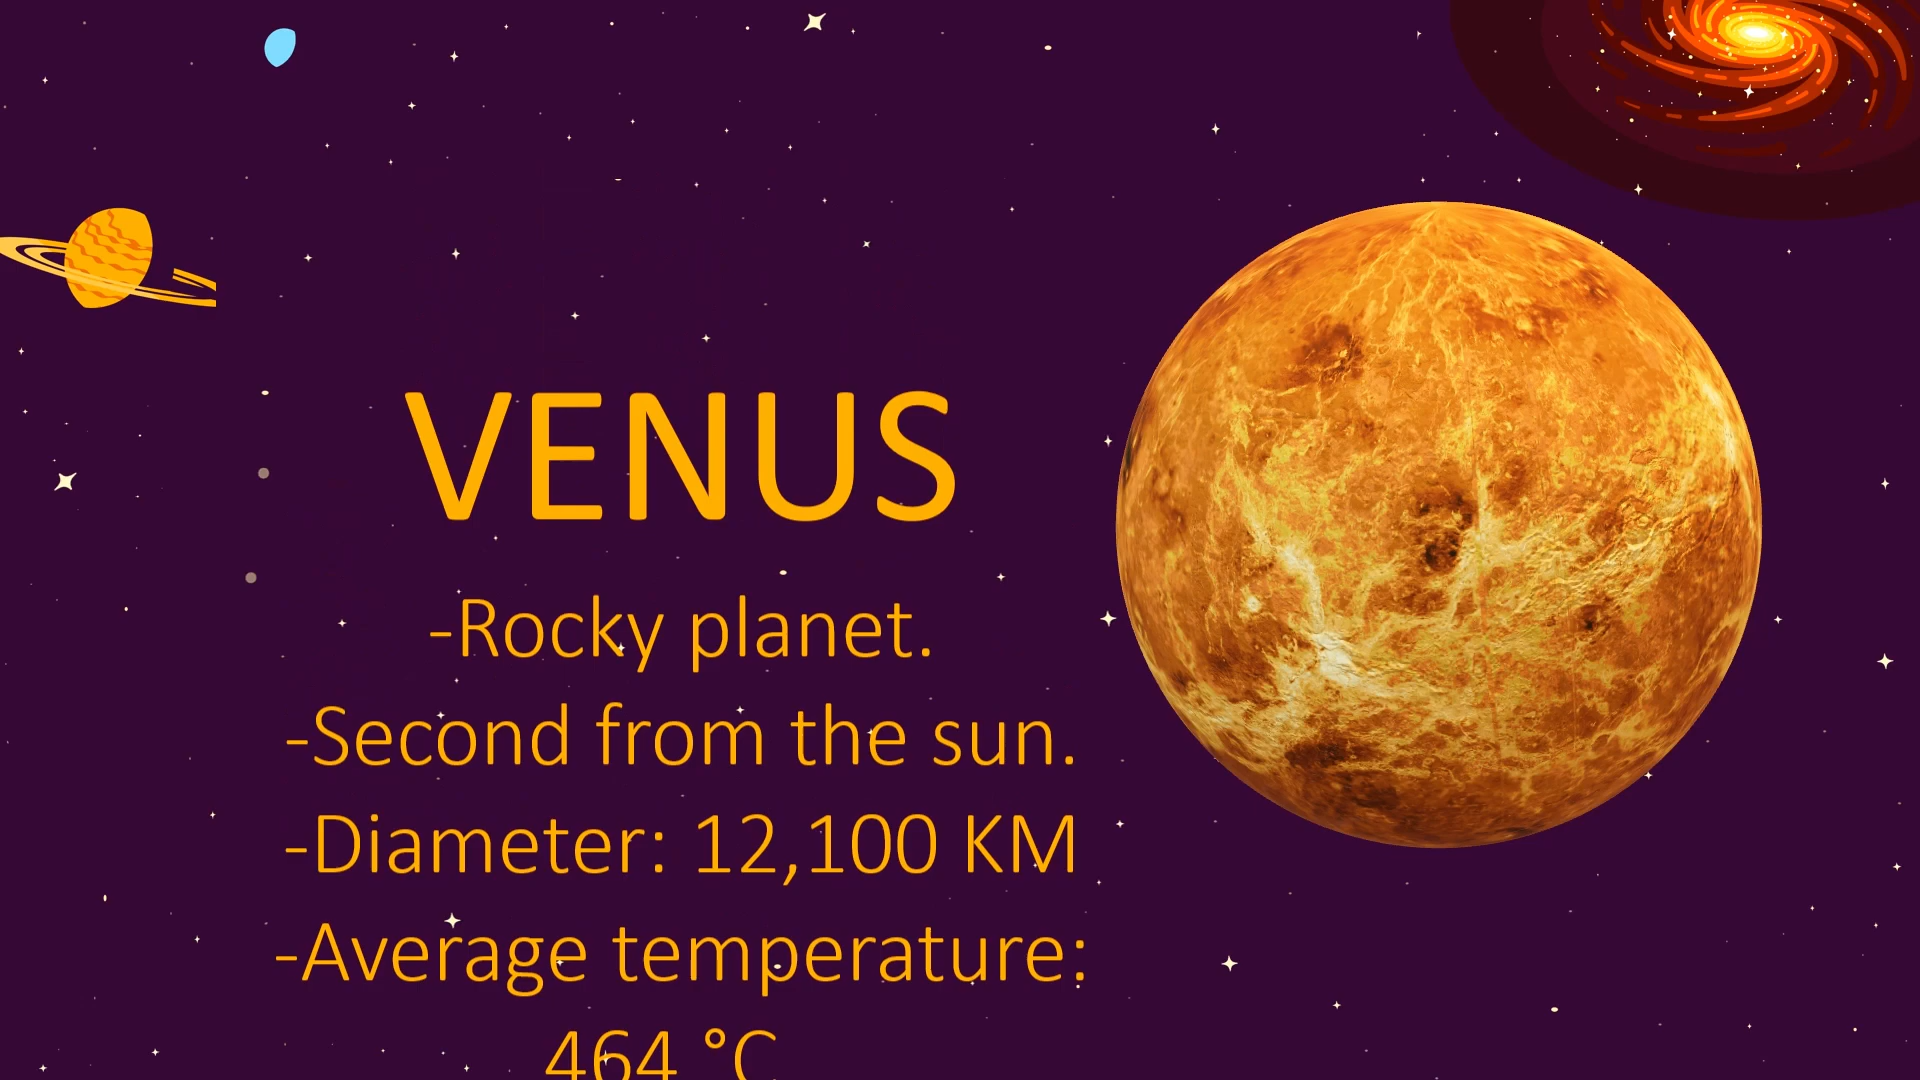 VENUS
-Rocky planet.
-Second from the sun.
-Diameter: 12,100 KM
-Average temperature:
464 °C